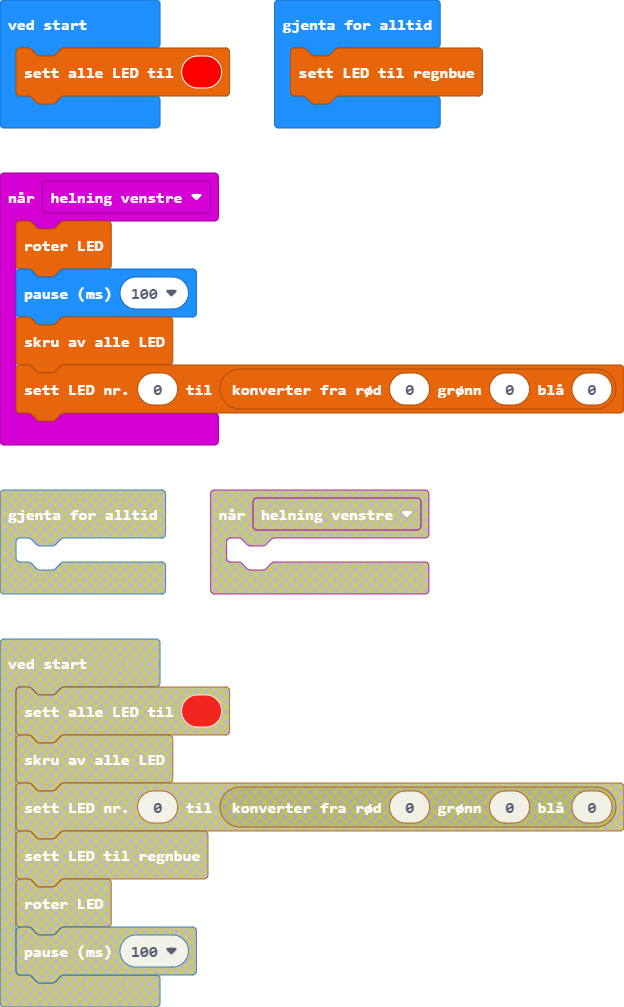 ved start
sett alle LED til
gjenta for alltid
sett LED til regnbue
når helning venstre
roter LED
pause (ms) 100
skru av alle LED
sett LED nr. 0 til konverter fra rød 0 grønn 0 blå 0
gjenta for alltid
når helning venstre
ved start
sett alle LED til
skru av alle LED
sett LED nr. 0 til konverter fra rød 0 grønn 0 blå 0
sett LED til regnbue
roter LED
pause (ms) 100